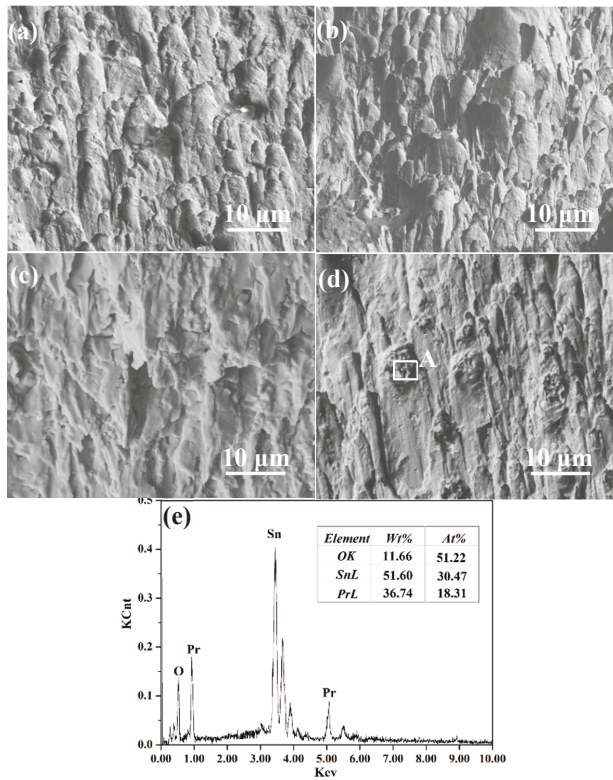 (a)
10 μm
(b)
10 μm
(c)
10 μm
(d)
A
10 μm
(e)
0.5
0.4
0.3
0.2
0.1
0.0
KCnt
Sn
O
Pr
Pr
Element Wt% At%
OK 11.66 51.22
SnL 51.60 30.47
PrL 36.74 18.31
0.00 1.00 2.00 3.00 4.00 5.00 6.00 7.00 8.00 9.00 10.00
Kev